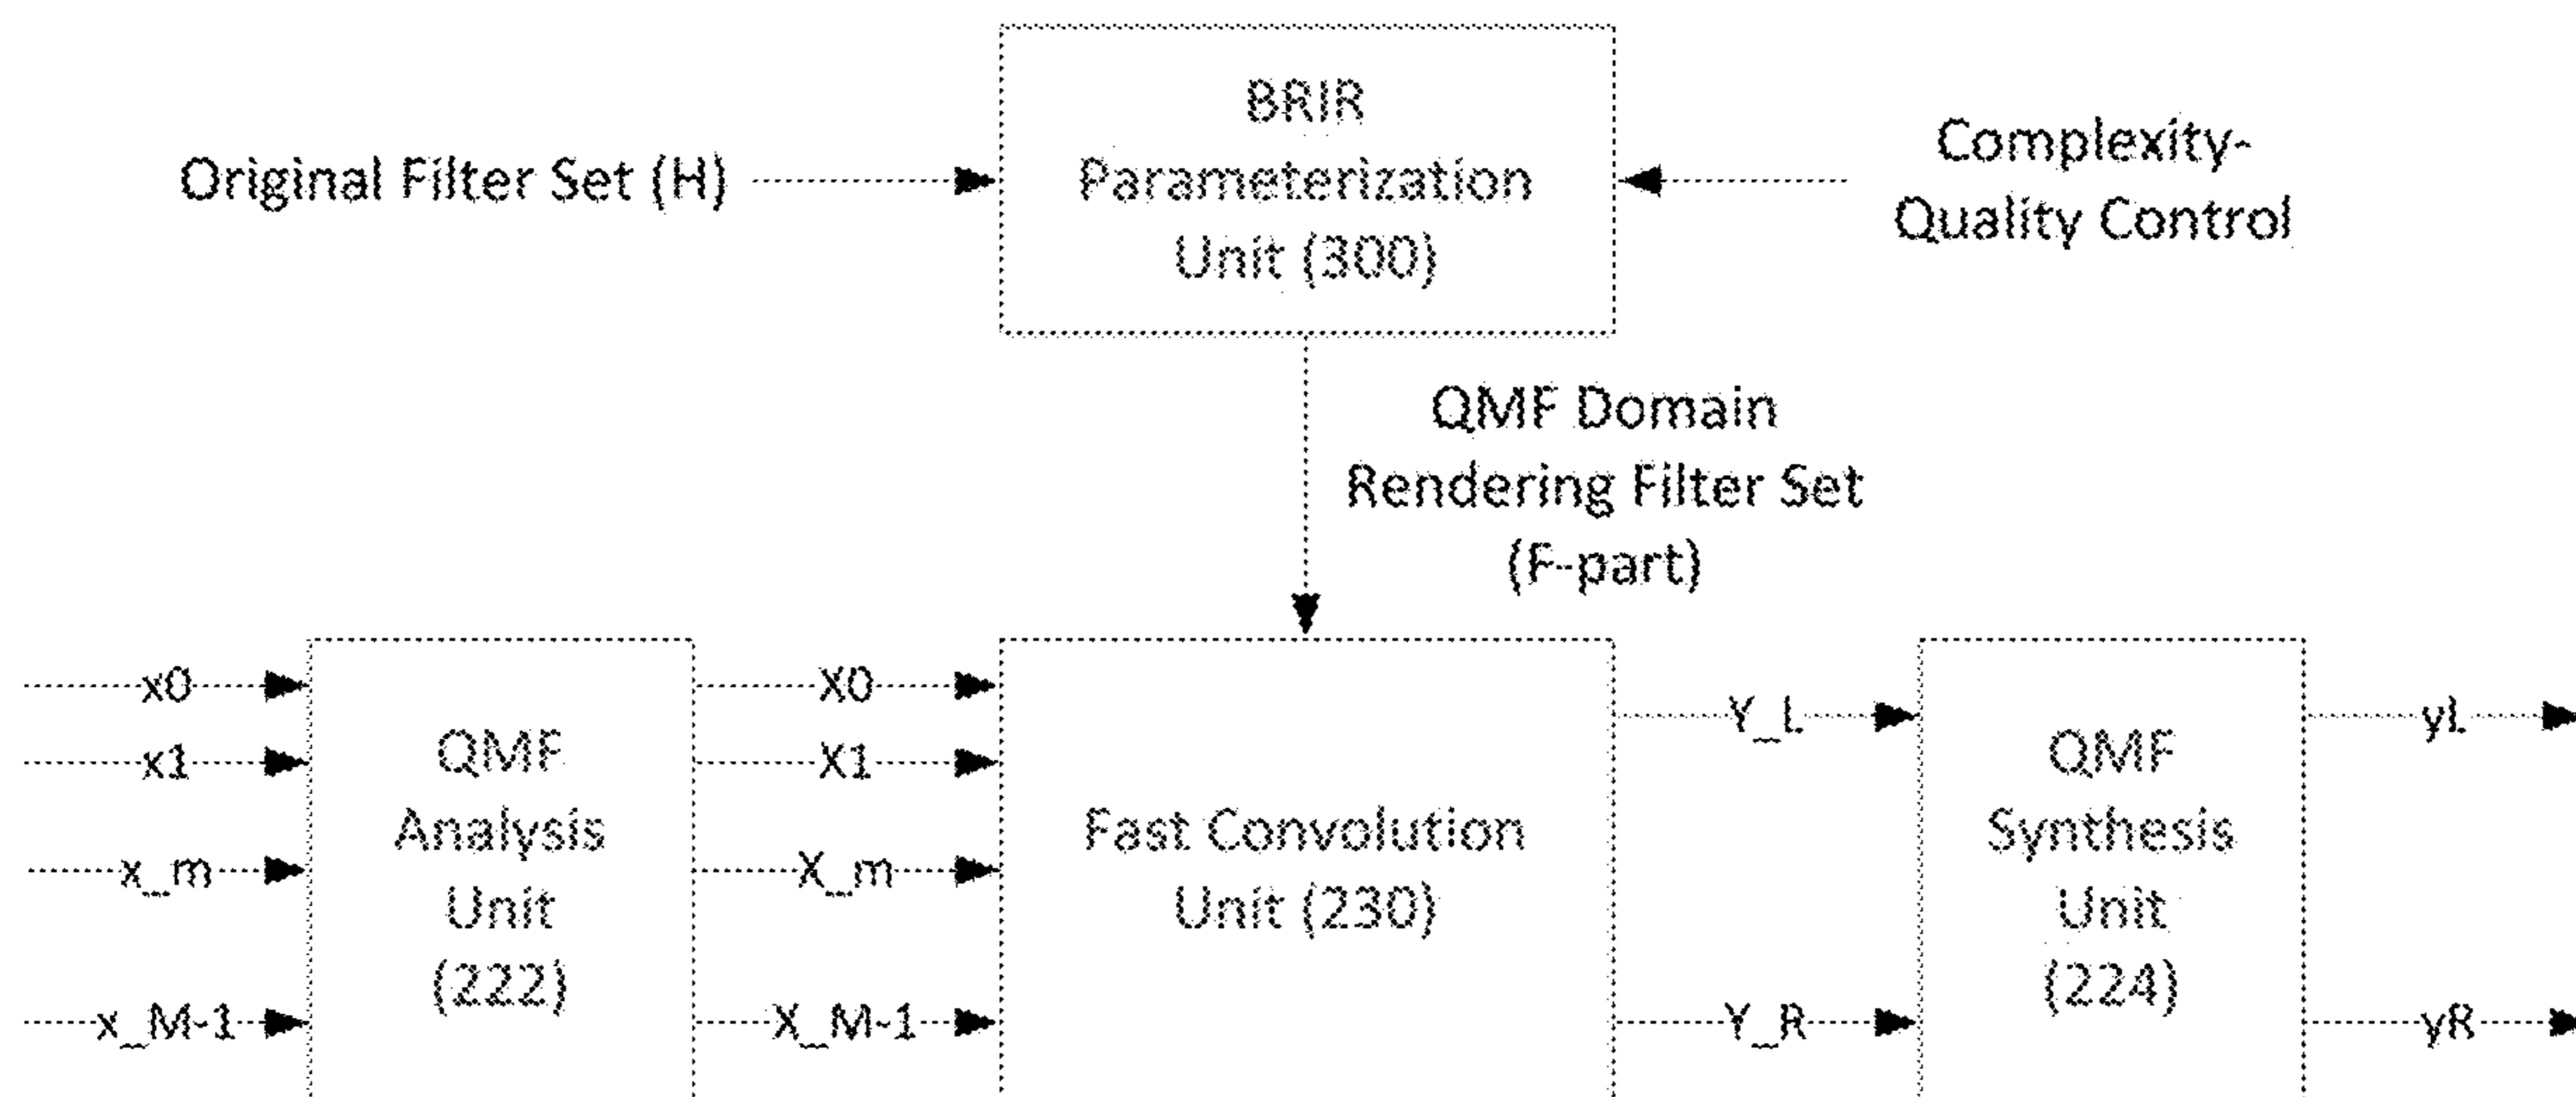 BRIR
Parameterization
Unit (300)
Original Filter Set (H)
Complexity-
Quality Control
QMF Domain
Rendering Filter Set
(F-part)
x0
x1
x_m
x_M-1
QMF
Analysis
Unit
(222)
X0
X1
X_m
X_M-1
Fast Convolution
Unit (230)
Y_L
Y_R
QMF
Synthesis
Unit
(224)
yL
yR